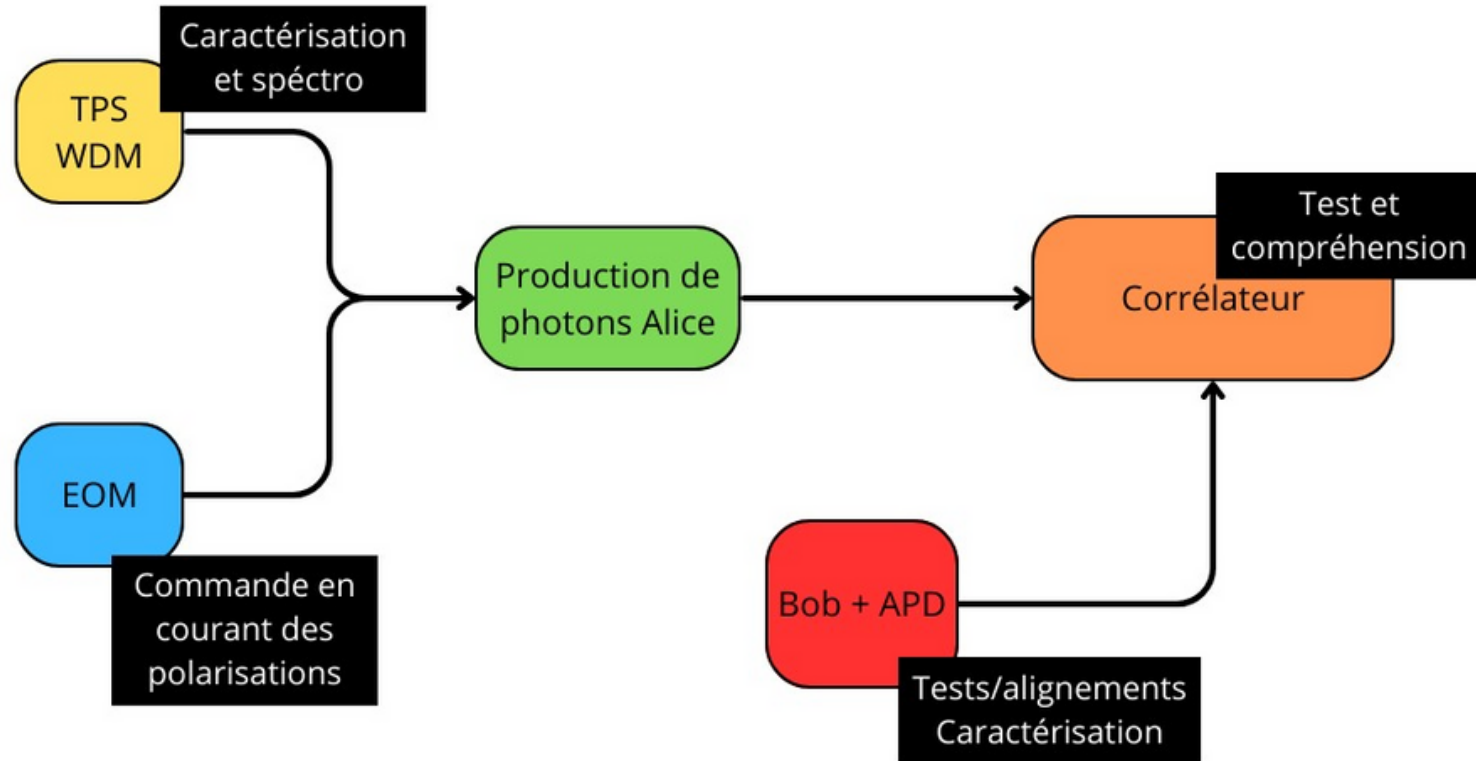 Caractérisation
et spéctro
TPS
WDM
Test et
compréhension
Production de
photons Alice
Corrélateur
EOM
Commande en
courant des
polarisations
Bob + APD
Tests/alignements
Caractérisation